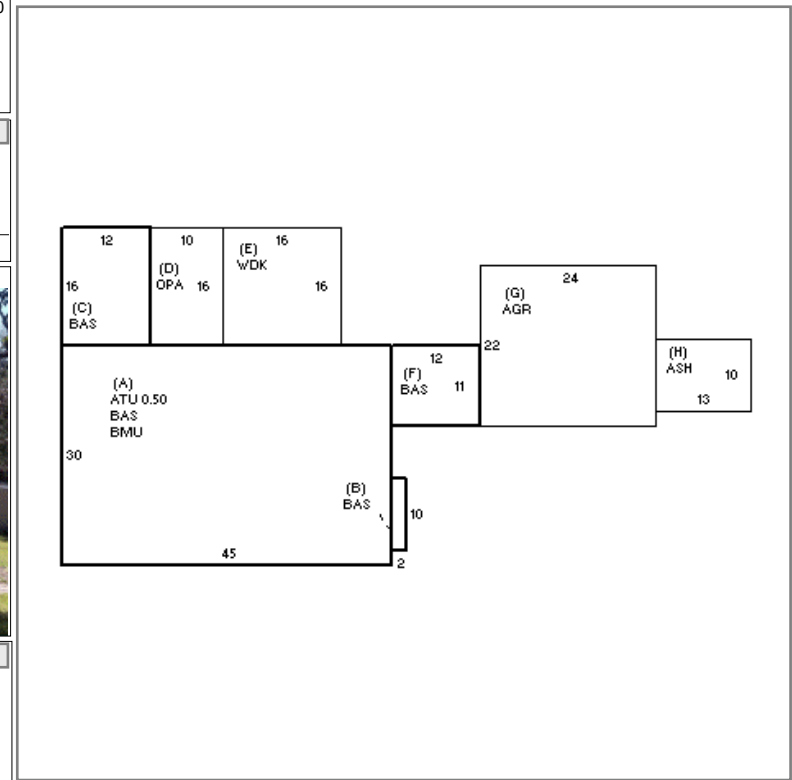 12
10
16
(E)
WDK
(D)
OPA
16
16
16
(C)
BAS
24
(G)
AGR
22
(H)
ASH
10
13
12
(F)
BAS
11
(A)
ATU 0.50
BAS
BMU
30
(B)
BAS
10
45
2